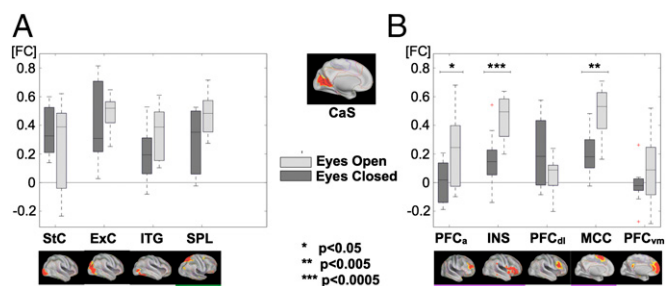 A
[FC]
0.8
0.6
0.4
0.2
0
-0.2
StC ExC ITG SPL
CaS
Eyes Open
Eyes Closed
* p<0.05
** p<0.005
*** p<0.0005
B
[FC]
0.8
0.6
0.4
0.2
0
-0.2
* *** **
PFCa INS PFCdl MCC PFCvm